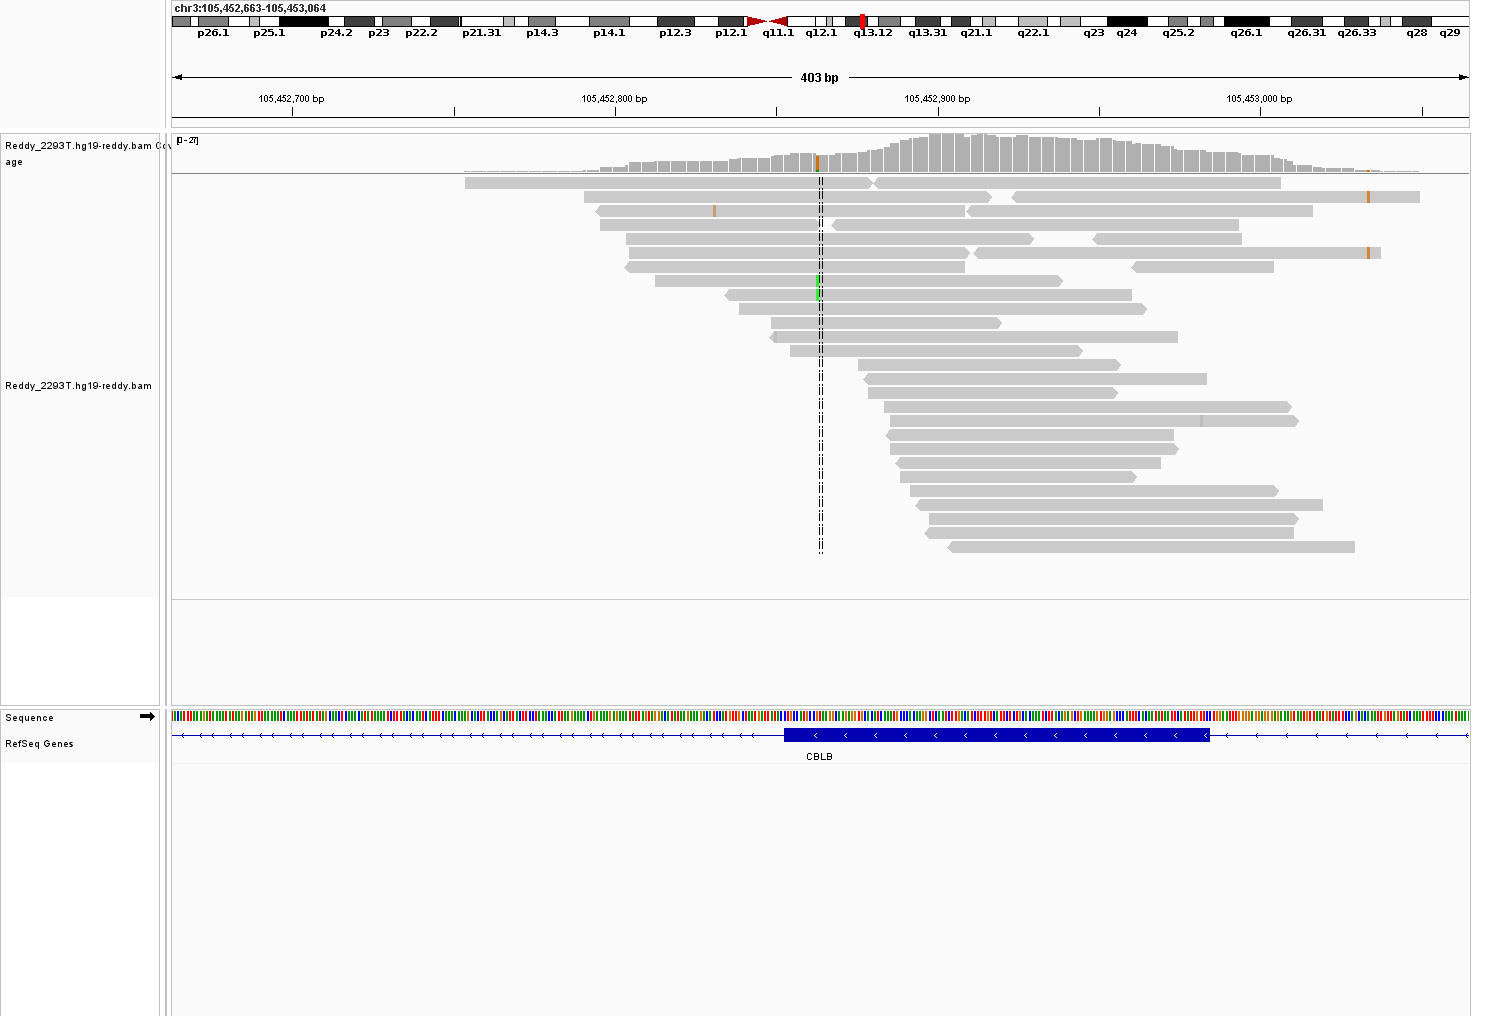 chr3:105,452,663-105,453,064
p26.1 p25.1 p24.2 p23 p22.2 p21.31 p14.3 p14.1 p12.3 p12.1 q11.1 q12.1 q13.12 q13.31 q21.1 q22.1 q23 q24 q25.2 q26.1 q26.31 q26.33 q28 q29
403 bp
105,452,700 bp 105,452,800 bp 105,452,900 bp 105,453,000 bp
Reddy_2293T.hg19-reddy.bam Cov
age
[0 - 27]
Reddy_2293T.hg19-reddy.bam
Sequence
RefSeq Genes
CBLB